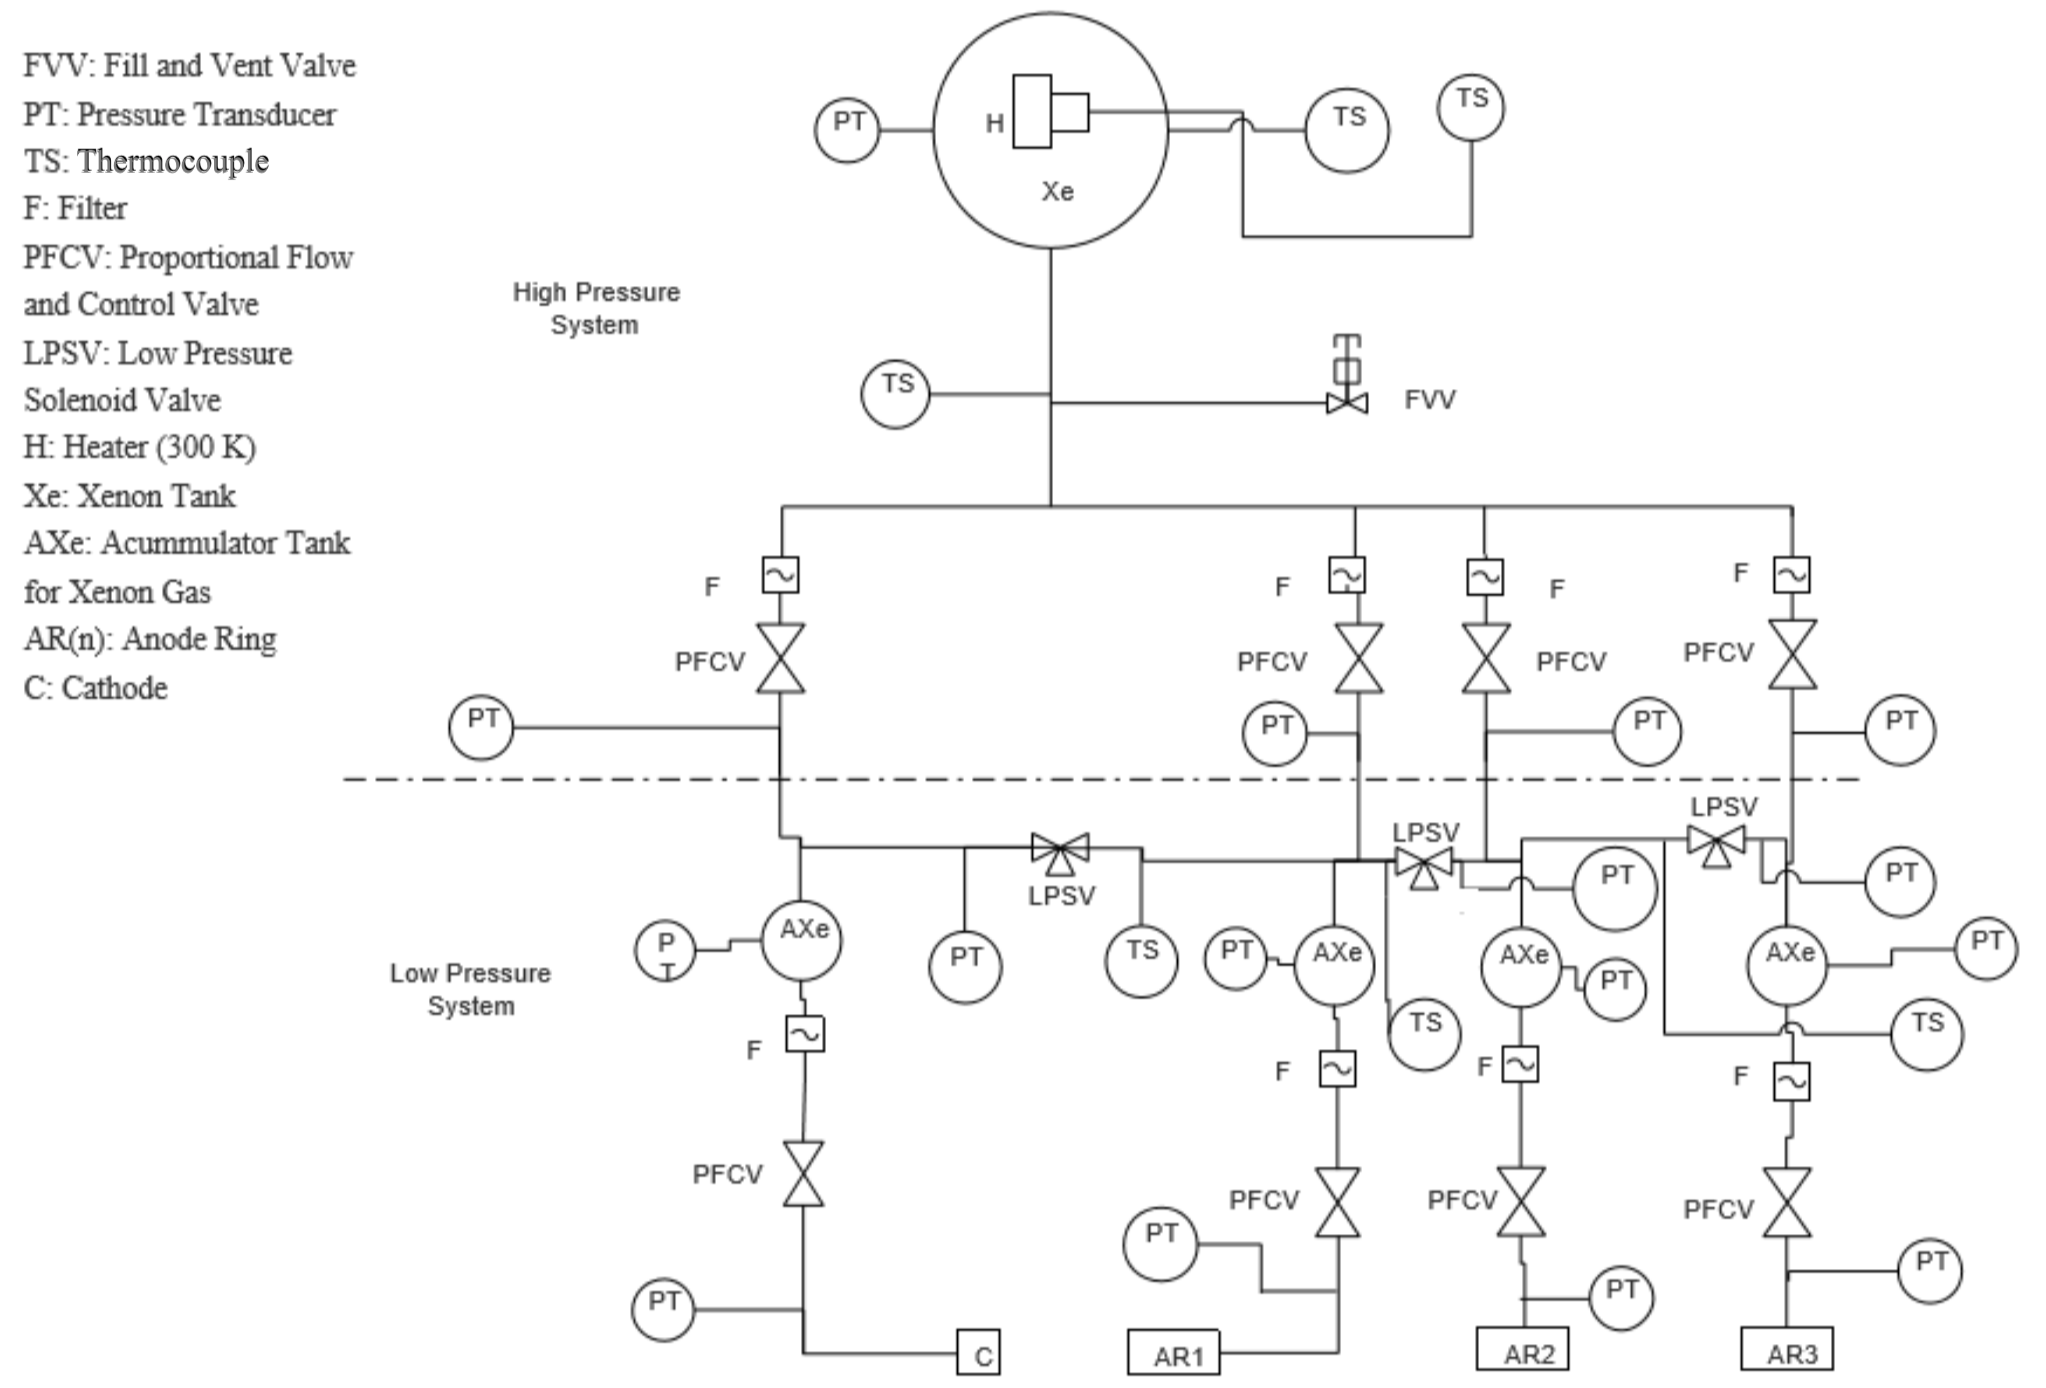 FVV: Fill and Vent Valve
PT: Pressure Transducer
TS: Thermocouple
F: Filter
PFCV: Proportional Flow
and Control Valve
LPSV: Low Pressure
Solenoid Valve
H: Heater (300 K)
Xe: Xenon Tank
AXe: Acummulator Tank
for Xenon Gas
AR(n): Anode Ring
C: Cathode
PT
H
Xe
TS
TS
High Pressure
System
TS
FVV
F
F
F
F
PFCV
PFCV
PFCV
PFCV
PT
PT
PT
PT
LPSV
LPSV
LPSV
PT
PT
P
T
AXe
PT
TS
PT
AXe
AXe
PT
AXe
PT
Low Pressure
System
TS
TS
F
F
F
F
PFCV
PFCV
PFCV
PFCV
PT
PT
PT
PT
C
AR1
AR2
AR3